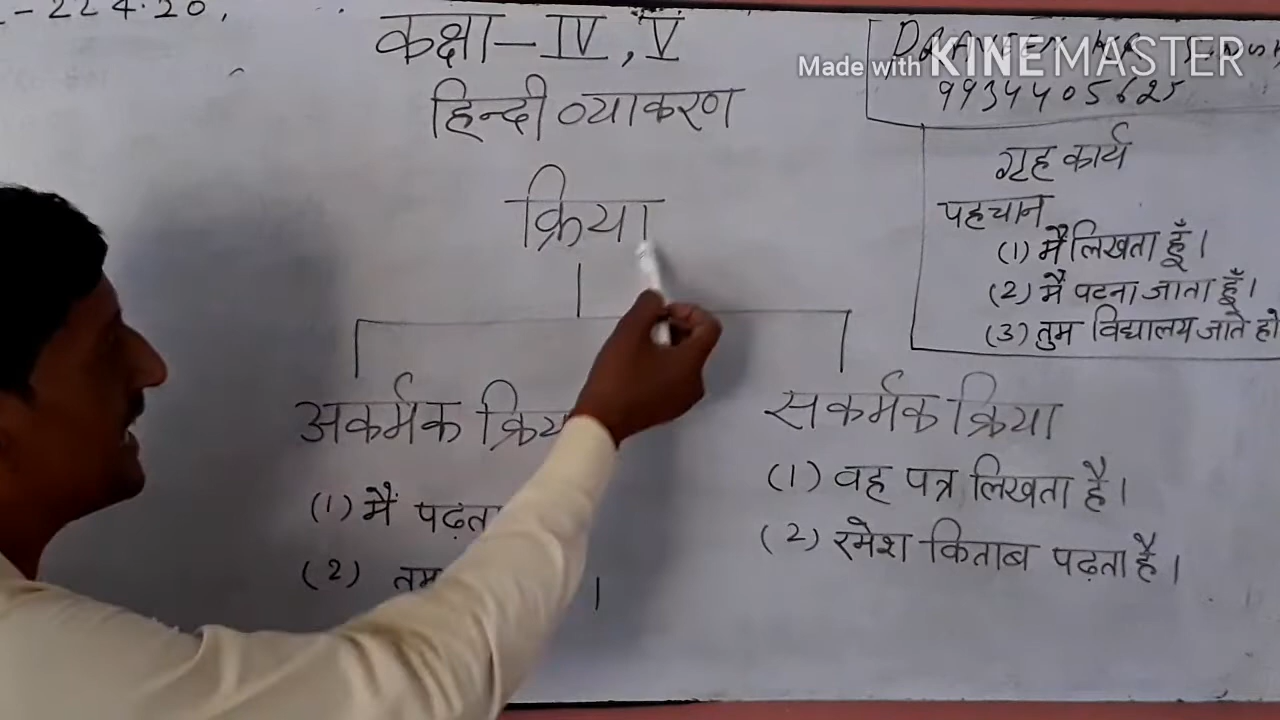 कक्षा – IV, V
हिन्दी व्याकरण
क्रिया
अकर्मक
(1) मैं
(2)
।
सकर्मक क्रिया
(1) वह पत्र लिखता है।
(2) रमेश किताब पढ़ता है।
Made with KINEMASTER
9934405625
गृह कार्य
पहचान
(1) मैं लिखता हूँ।
(2) मैं पटना जाता हूँ।
(3) तुम विद्यालय जाते हो